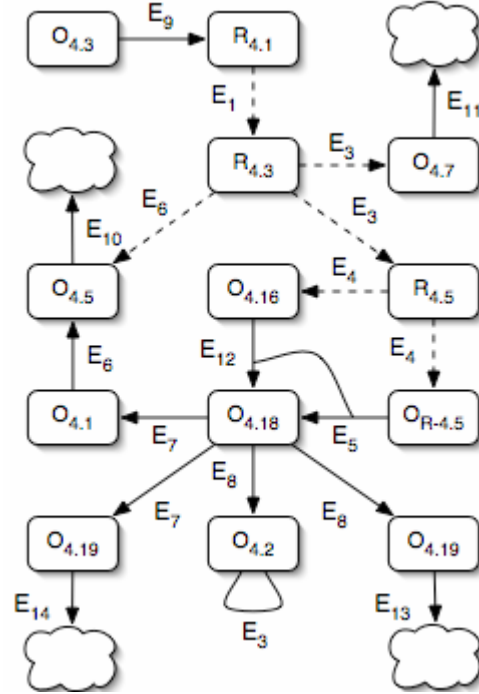 O4.3 E9 R4.1
E1 E11
R4.3 E3 O4.7
E6 E3
E10
O4.5 O4.16 E4 R4.5
E4
E6 E12
O4.1 E7 O4.18 E5 OR-4.5
E8
E7 E8
O4.19 O4.2 O4.19
E14 E13
E3